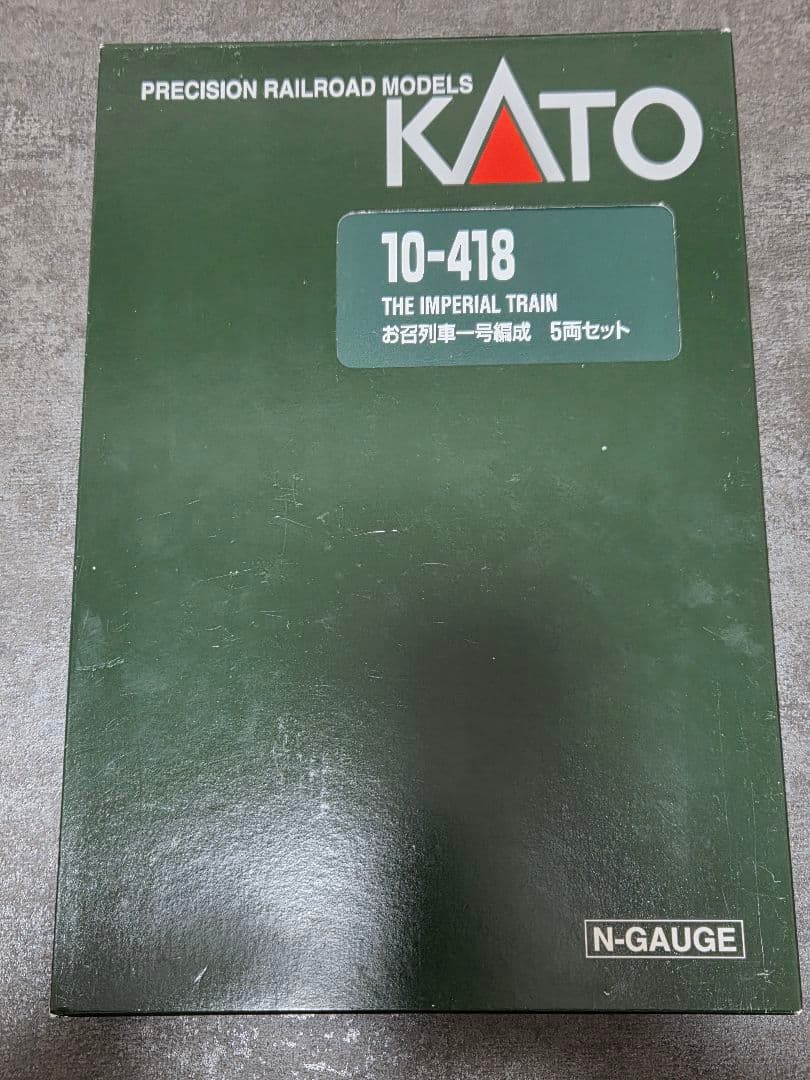 PRECISION RAILROAD MODELS
KATO
10-418
THE IMPERIAL TRAIN
お召列車一号編成 5両セット
N-GAUGE